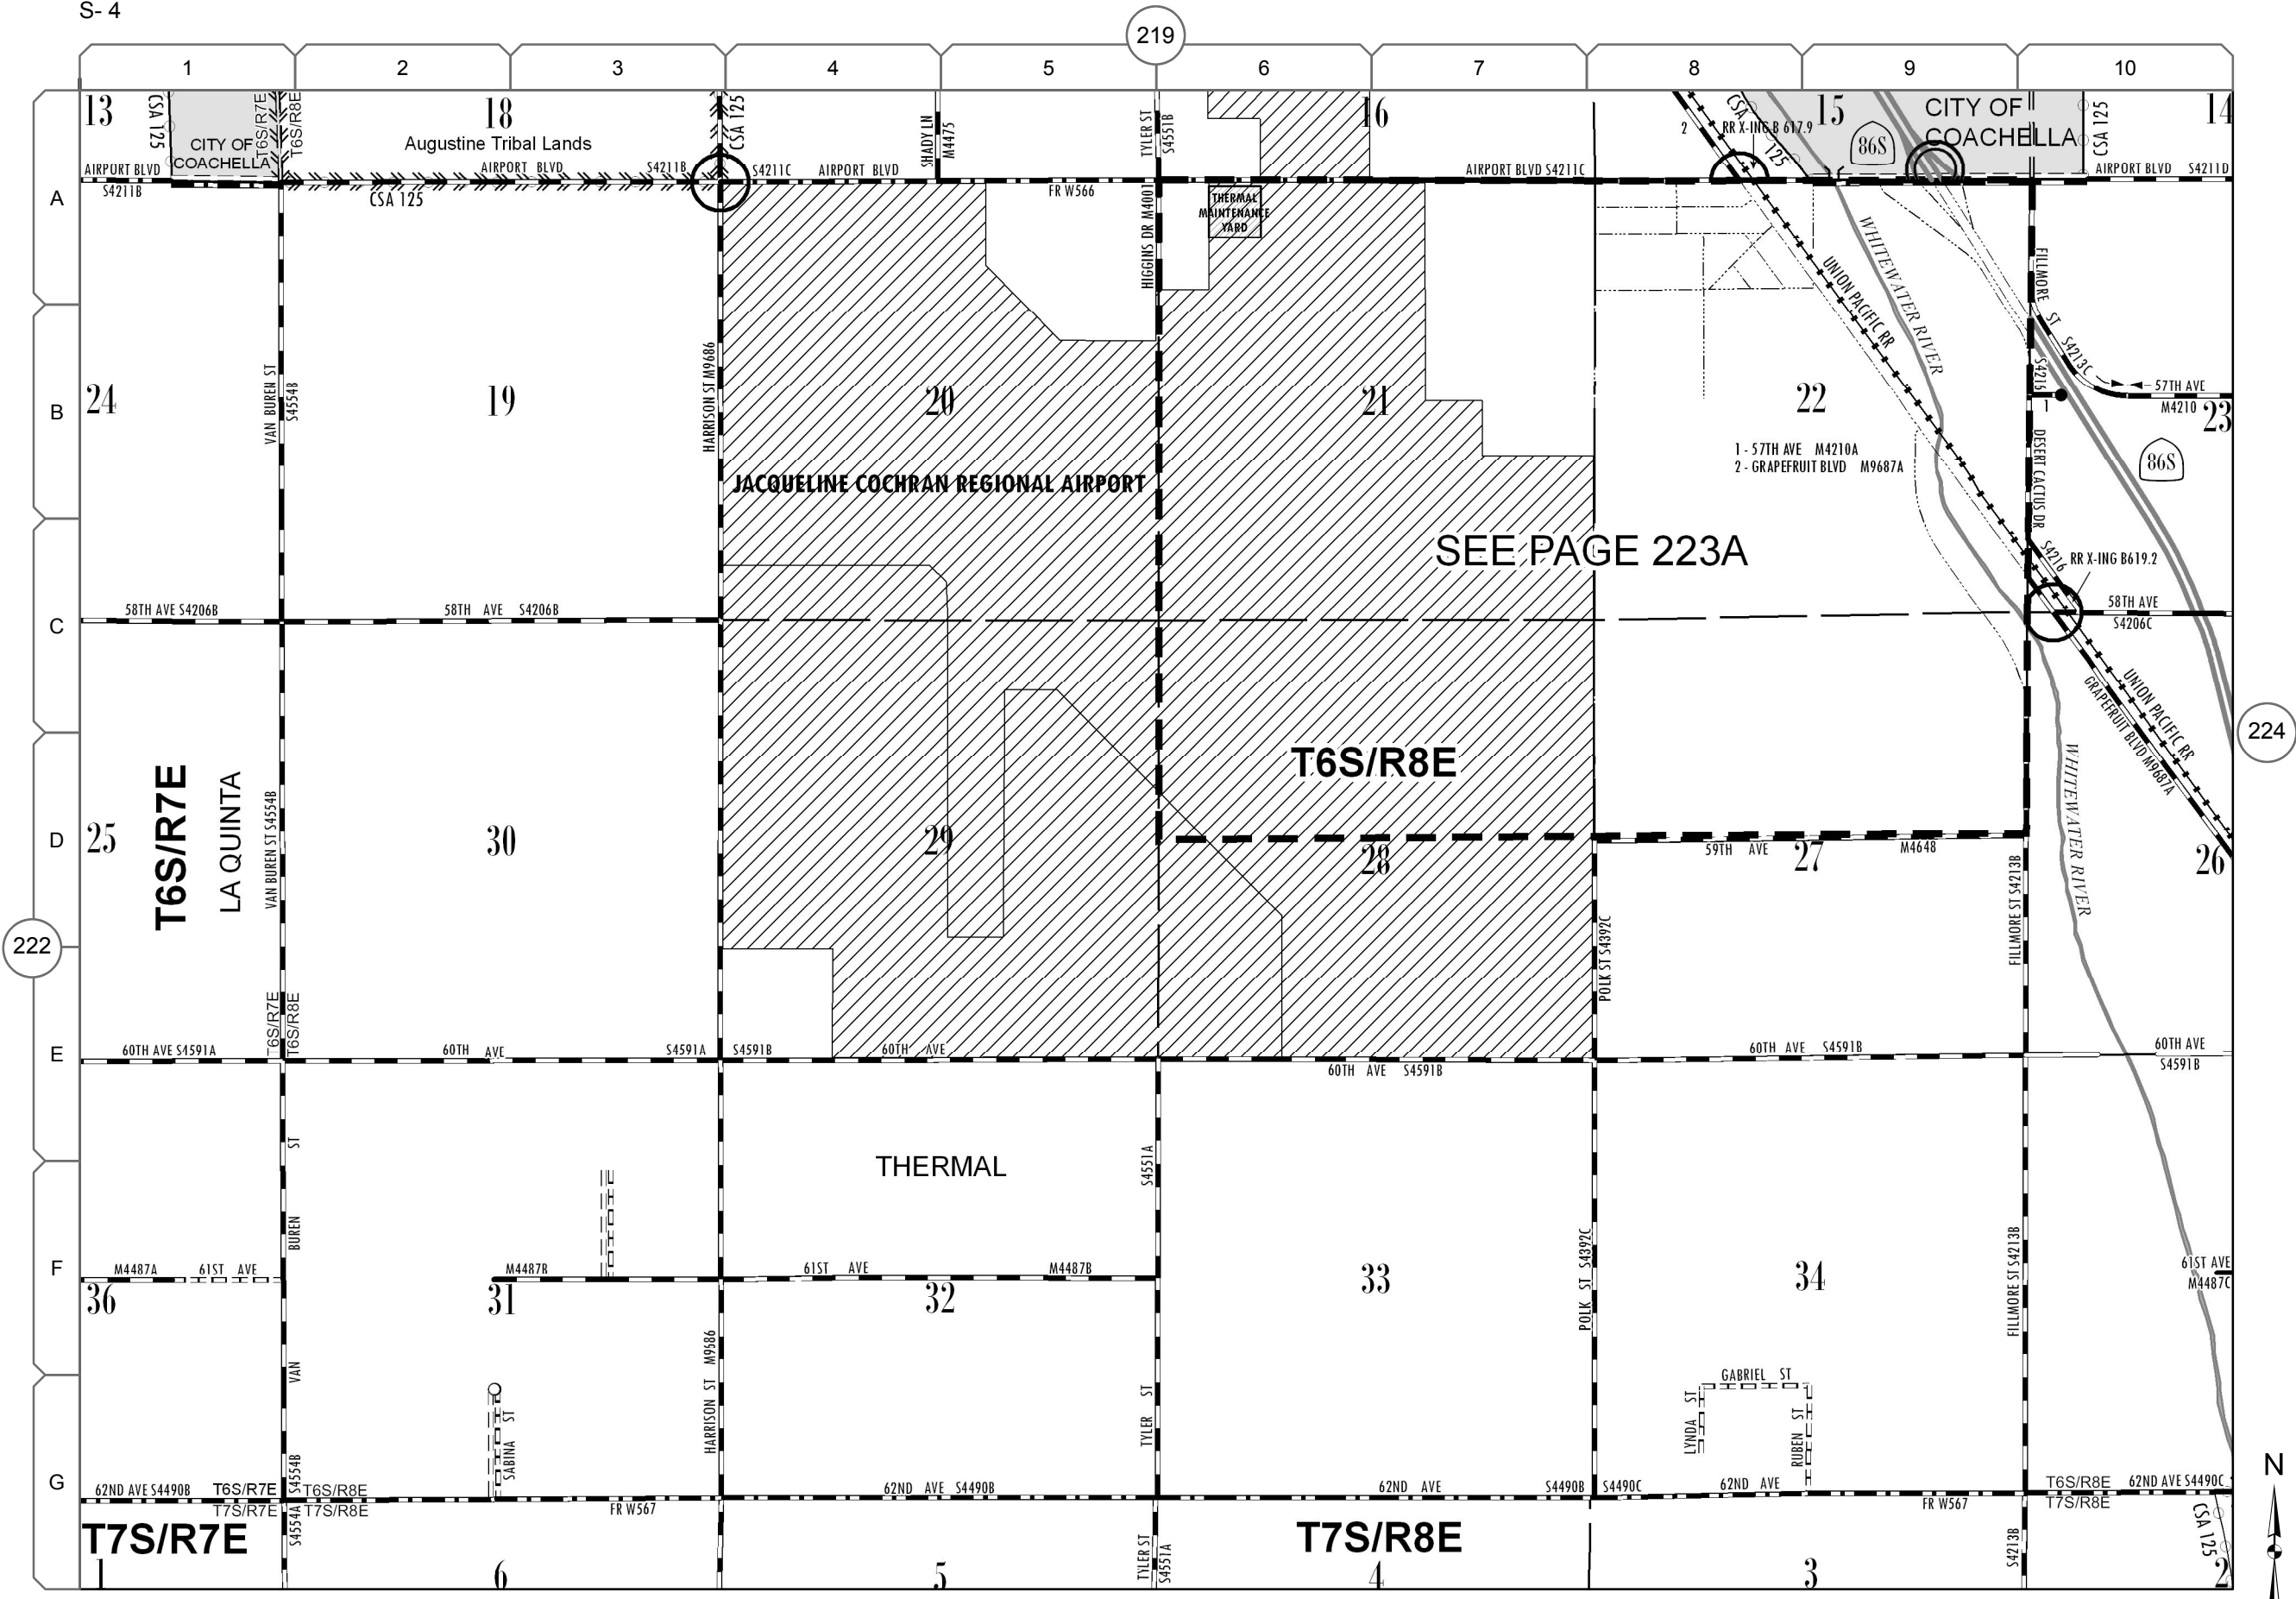 S- 4
219
1 2 3 4 5 6 7 8 9 10
A
B
C
D
E
F
G
222
224
N
13
CSA 125
CITY OF
COACHELLA
T6S/R7E
T6S/R8E
18
Augustine Tribal Lands
CSA 125
SHADY LN
M4475
TYLER ST
S4551B
16
2
CSA 125
RR X-ING B 617.9
15
86S
CITY OF
COACHELLA
CSA 125
14
AIRPORT BLVD
S4211B
AIRPORT BLVD
S4211B
CSA 125
S4211C
AIRPORT BLVD
FR W566
AIRPORT BLVD S4211C
AIRPORT BLVD S4211D
HIGGINS DR M4001
THERMAL
MAINTENANCE
YARD
WHITEWATER RIVER
UNION PACIFIC RR
FILLMORE ST
S4213C
S4215
57TH AVE
M4210
1
23
86S
24
VAN BUREN ST
S4554B
19
HARRISON ST M9686
20
21
22
1 - 57TH AVE M4210A
2 - GRAPEFRUIT BLVD M9687A
JACQUELINE COCHRAN REGIONAL AIRPORT
SEE PAGE 223A
DESERT CACTUS DR
S4216
RR X-ING B619.2
58TH AVE S4206B
58TH AVE S4206B
58TH AVE
S4206C
UNION PACIFIC RR
GRAPEFRUIT BLVD M9687A
WHITEWATER RIVER
T6S/R7E
LA QUINTA
VAN BUREN ST S4554B
T6S/R8E
25
30
29
28
59TH AVE
27
M4648
26
FILLMORE ST S4213B
POLK ST S4392C
T6S/R7E
T6S/R8E
60TH AVE S4591A
60TH AVE
S4591A
S4591B
60TH AVE
60TH AVE S4591B
60TH AVE S4591B
60TH AVE
S4591B
THERMAL
VAN BUREN ST
S4551A
M4487A
61ST AVE
M4487B
61ST AVE
M4487B
POLK ST S4392C
FILLMORE ST S4213B
61ST AVE
M4487C
36
31
32
33
34
HARRISON ST M9686
SABINA ST
TYLER ST
GABRIEL ST
LYNDA ST
RUBEN ST
62ND AVE S4490B
T6S/R7E
T6S/R8E
T7S/R7E
T7S/R8E
S4554B
S4554A
FR W567
62ND AVE S4490B
62ND AVE
S4490B
S4490C
62ND AVE
FR W567
T6S/R8E
T7S/R8E
62ND AVE S4490C
T7S/R7E
T7S/R8E
TYLER ST
S4551A
S4213B
CSA 125
1
6
5
4
3
2